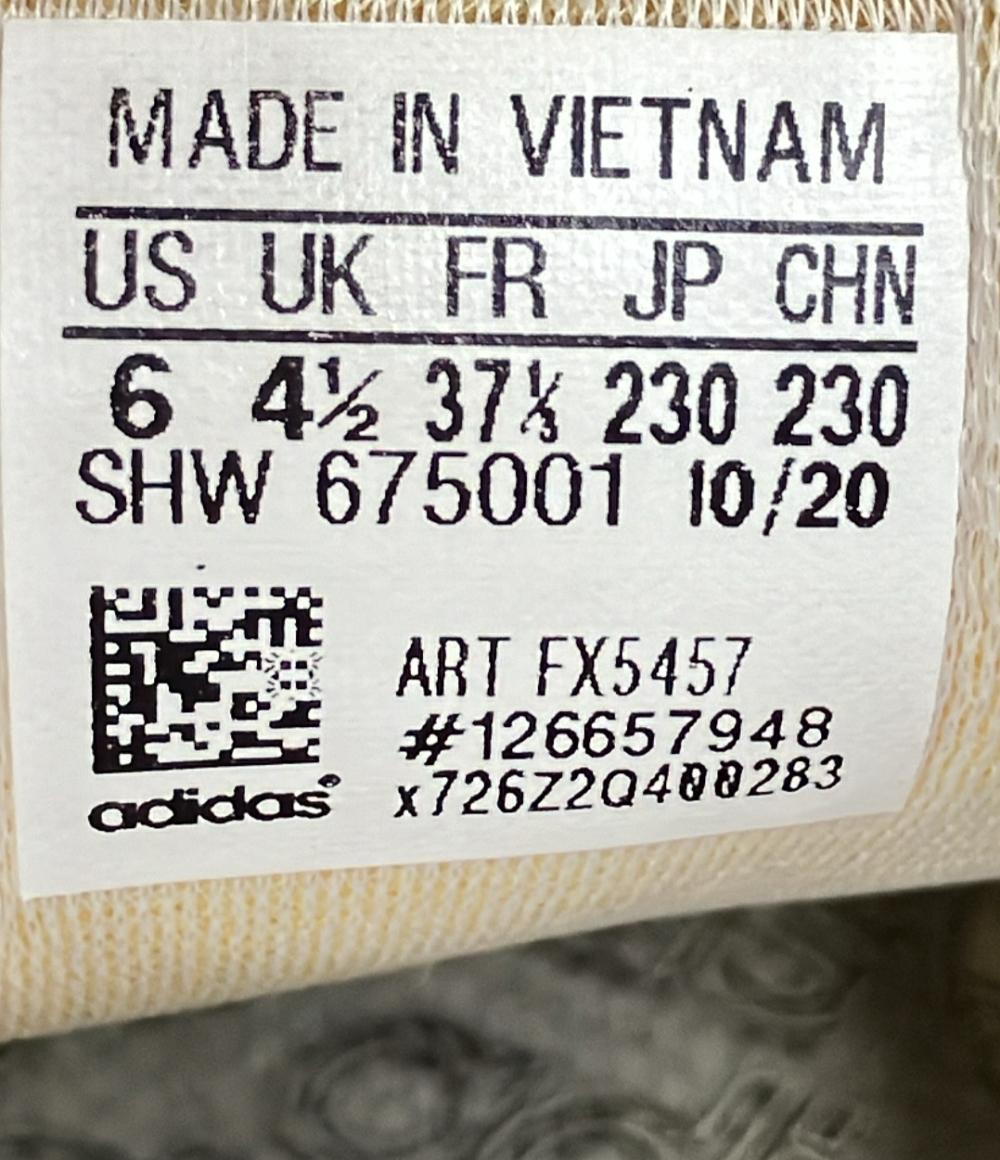 MADE IN VIETNAM
US UK FR JP CHN
6 4½ 37⅓ 230 230
SHW 675001 10/20
ART FX5457
#126657948
x726Z2Q400283
adidas®